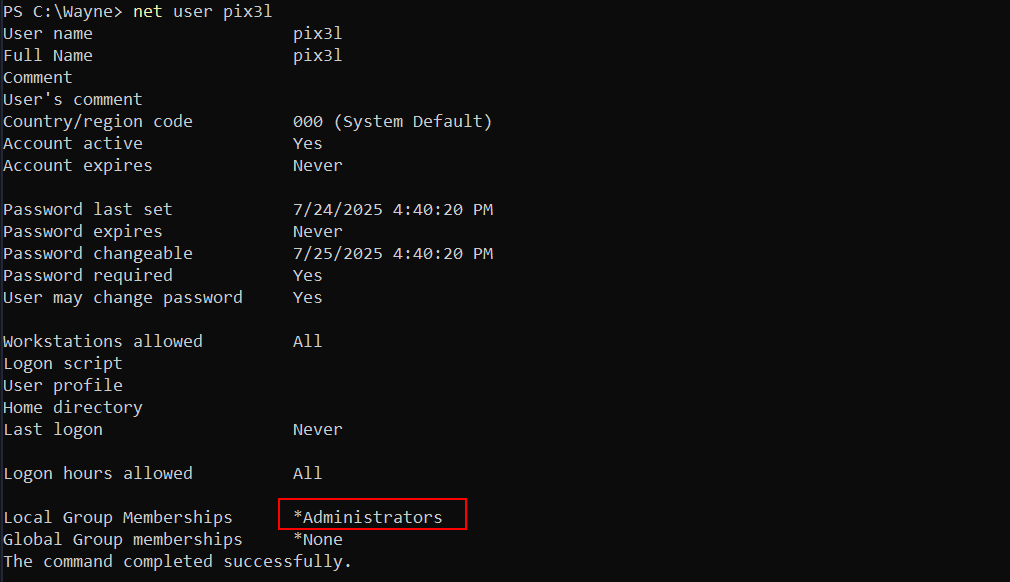 PS C:\Wayne> net user pix3l
User name                    pix3l
Full Name                    pix3l
Comment
User's comment
Country/region code          000 (System Default)
Account active               Yes
Account expires              Never

Password last set            7/24/2025 4:40:20 PM
Password expires             Never
Password changeable          7/25/2025 4:40:20 PM
Password required            Yes
User may change password     Yes

Workstations allowed         All
Logon script
User profile
Home directory
Last logon                   Never

Logon hours allowed          All

Local Group Memberships      *Administrators
Global Group memberships     *None
The command completed successfully.